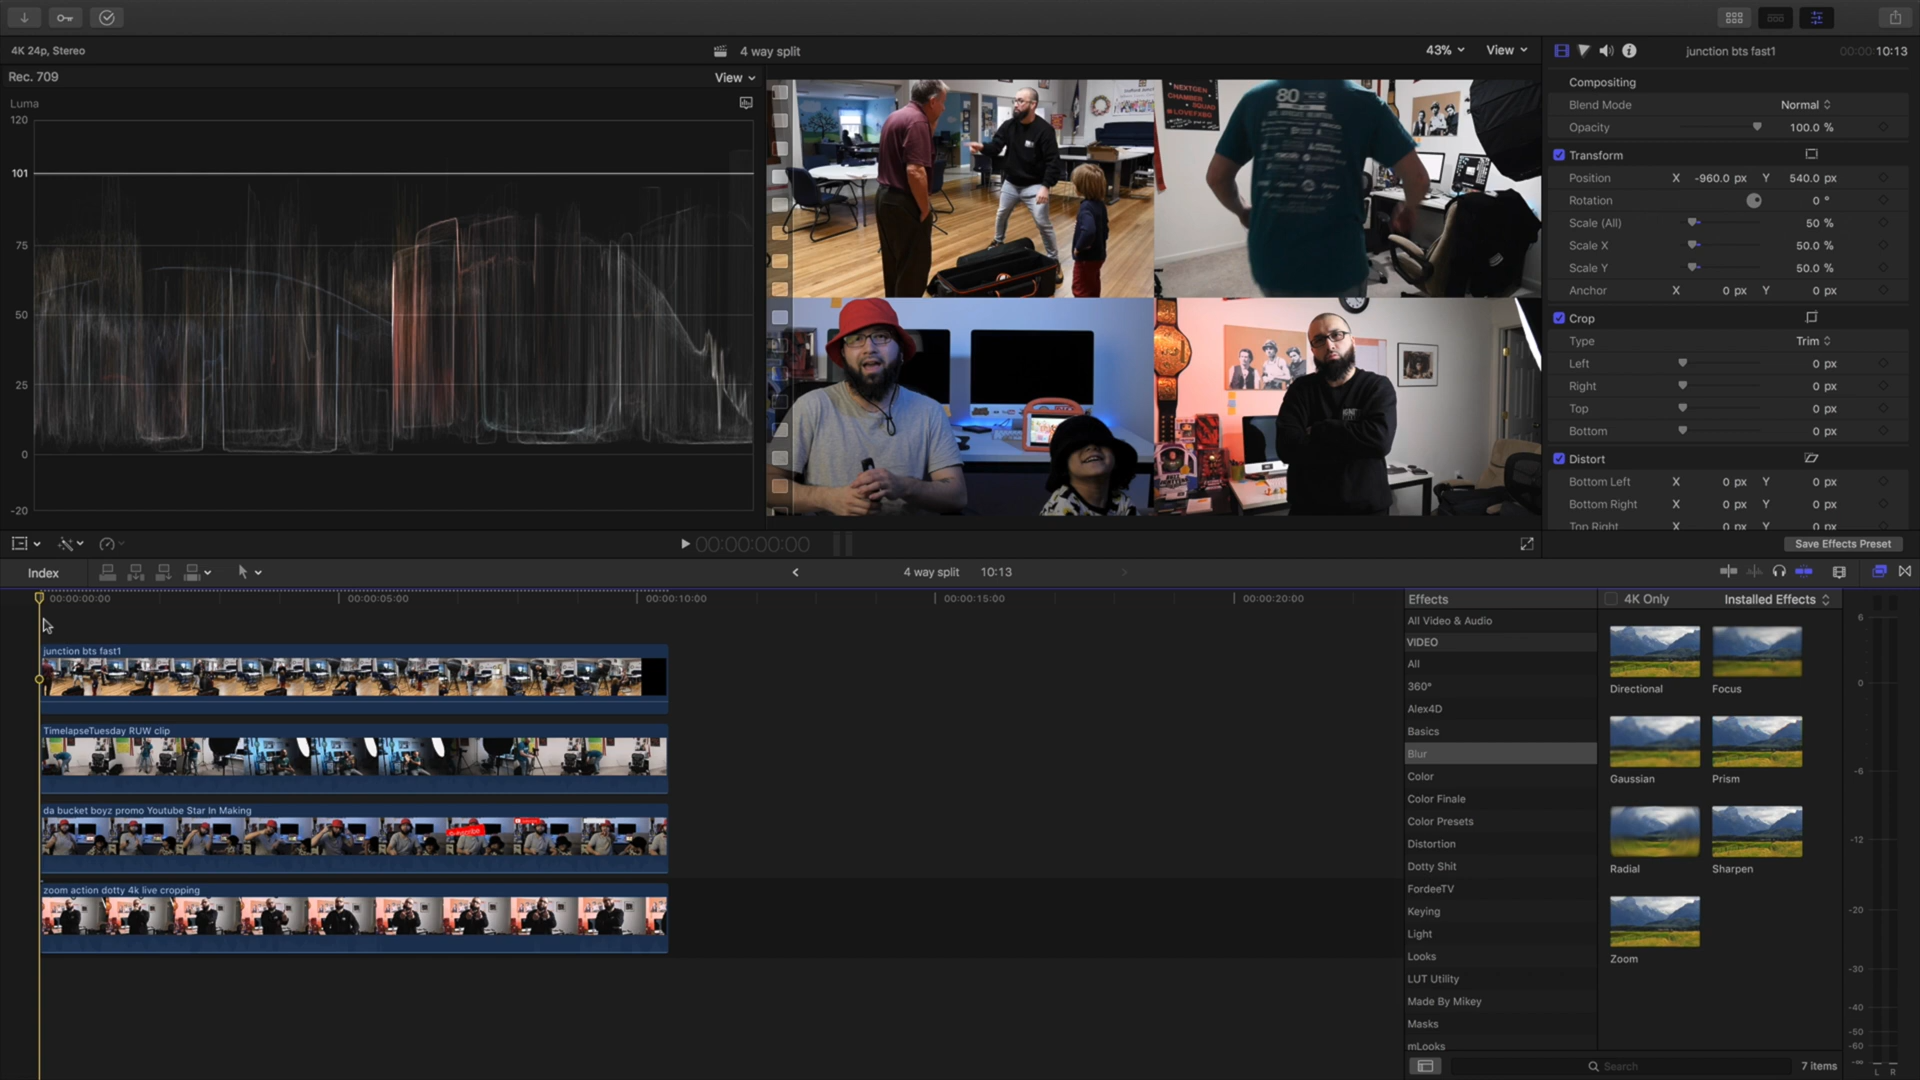 4K 24p, Stereo
4 way split
43%
View
junction bts fast1
00:00:10:13
Rec. 709
View
Luma
120
101
75
50
25
0
-20
80
NEXTGEN
CHAMBER
SQUAD
Compositing
Blend Mode
Normal
Opacity
100.0 %
Transform
Position X -960.0 px Y 540.0 px
Rotation 0 °
Scale (All) 50 %
Scale X 50.0 %
Scale Y 50.0 %
Anchor X 0 px Y 0 px
Crop
Type Trim
Left 0 px
Right 0 px
Top 0 px
Bottom 0 px
Distort
Bottom Left X 0 px Y 0 px
Bottom Right X 0 px Y 0 px
Top Right X 0 px Y 0 px
Save Effects Preset
00:00:00:00
Index
4 way split 10:13
00:00:00:00
00:00:05:00
00:00:10:00
00:00:15:00
00:00:20:00
junction bts fast1
TimelapseTuesday RUW clip
da bucket boyz promo Youtube Star In Making
zoom action dotty 4k live cropping
Effects
4K Only
Installed Effects
All Video & Audio
VIDEO
All
360°
Alex4D
Basics
Blur
Color
Color Finale
Color Presets
Distortion
Dotty Shit
FordeeTV
Keying
Light
Looks
LUT Utility
Made By Mikey
Masks
mLooks
Directional
Focus
Gaussian
Prism
Radial
Sharpen
Zoom
Search
7 items
6
0
-6
-12
-20
-30
-40
-50
-60
-∞
L R